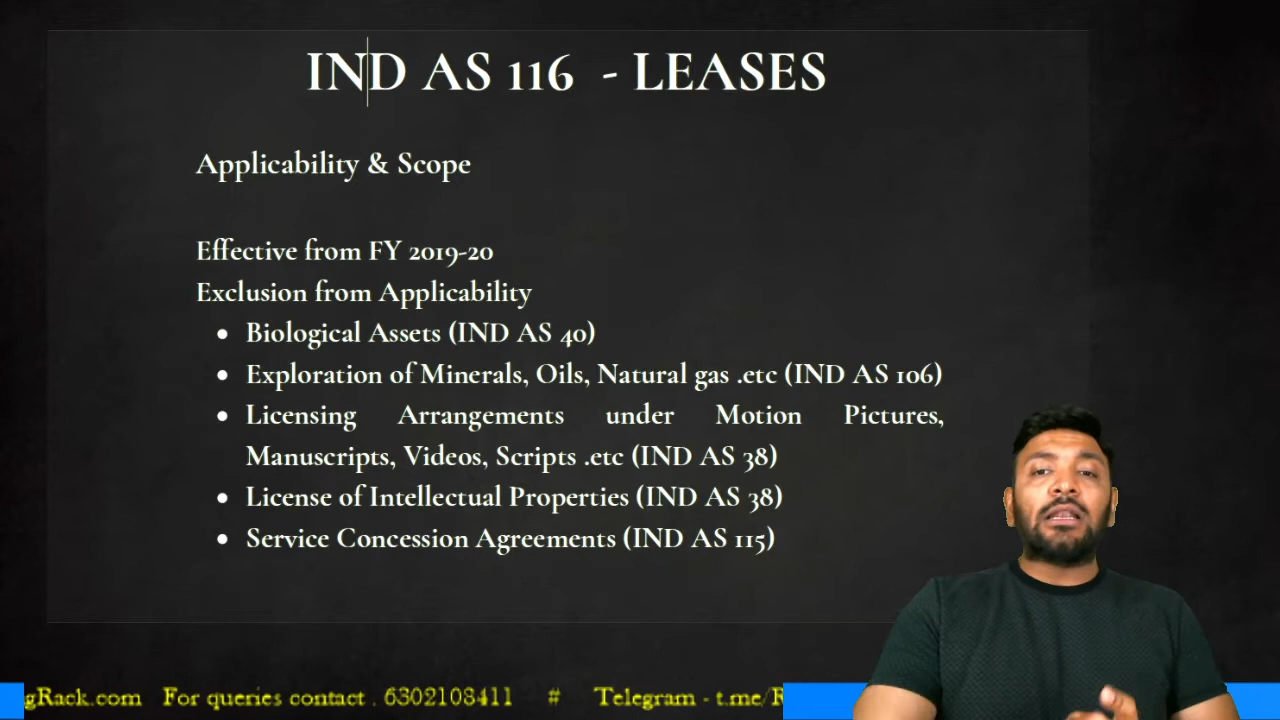 IND AS 116 - LEASES
Applicability & Scope
Effective from FY 2019-20
Exclusion from Applicability
• Biological Assets (IND AS 40)
• Exploration of Minerals, Oils, Natural gas .etc (IND AS 106)
• Licensing Arrangements under Motion Pictures,
Manuscripts, Videos, Scripts .etc (IND AS 38)
• License of Intellectual Properties (IND AS 38)
• Service Concession Agreements (IND AS 115)
gRack.com For queries contact . 6302108411 # Telegram - t.me/R